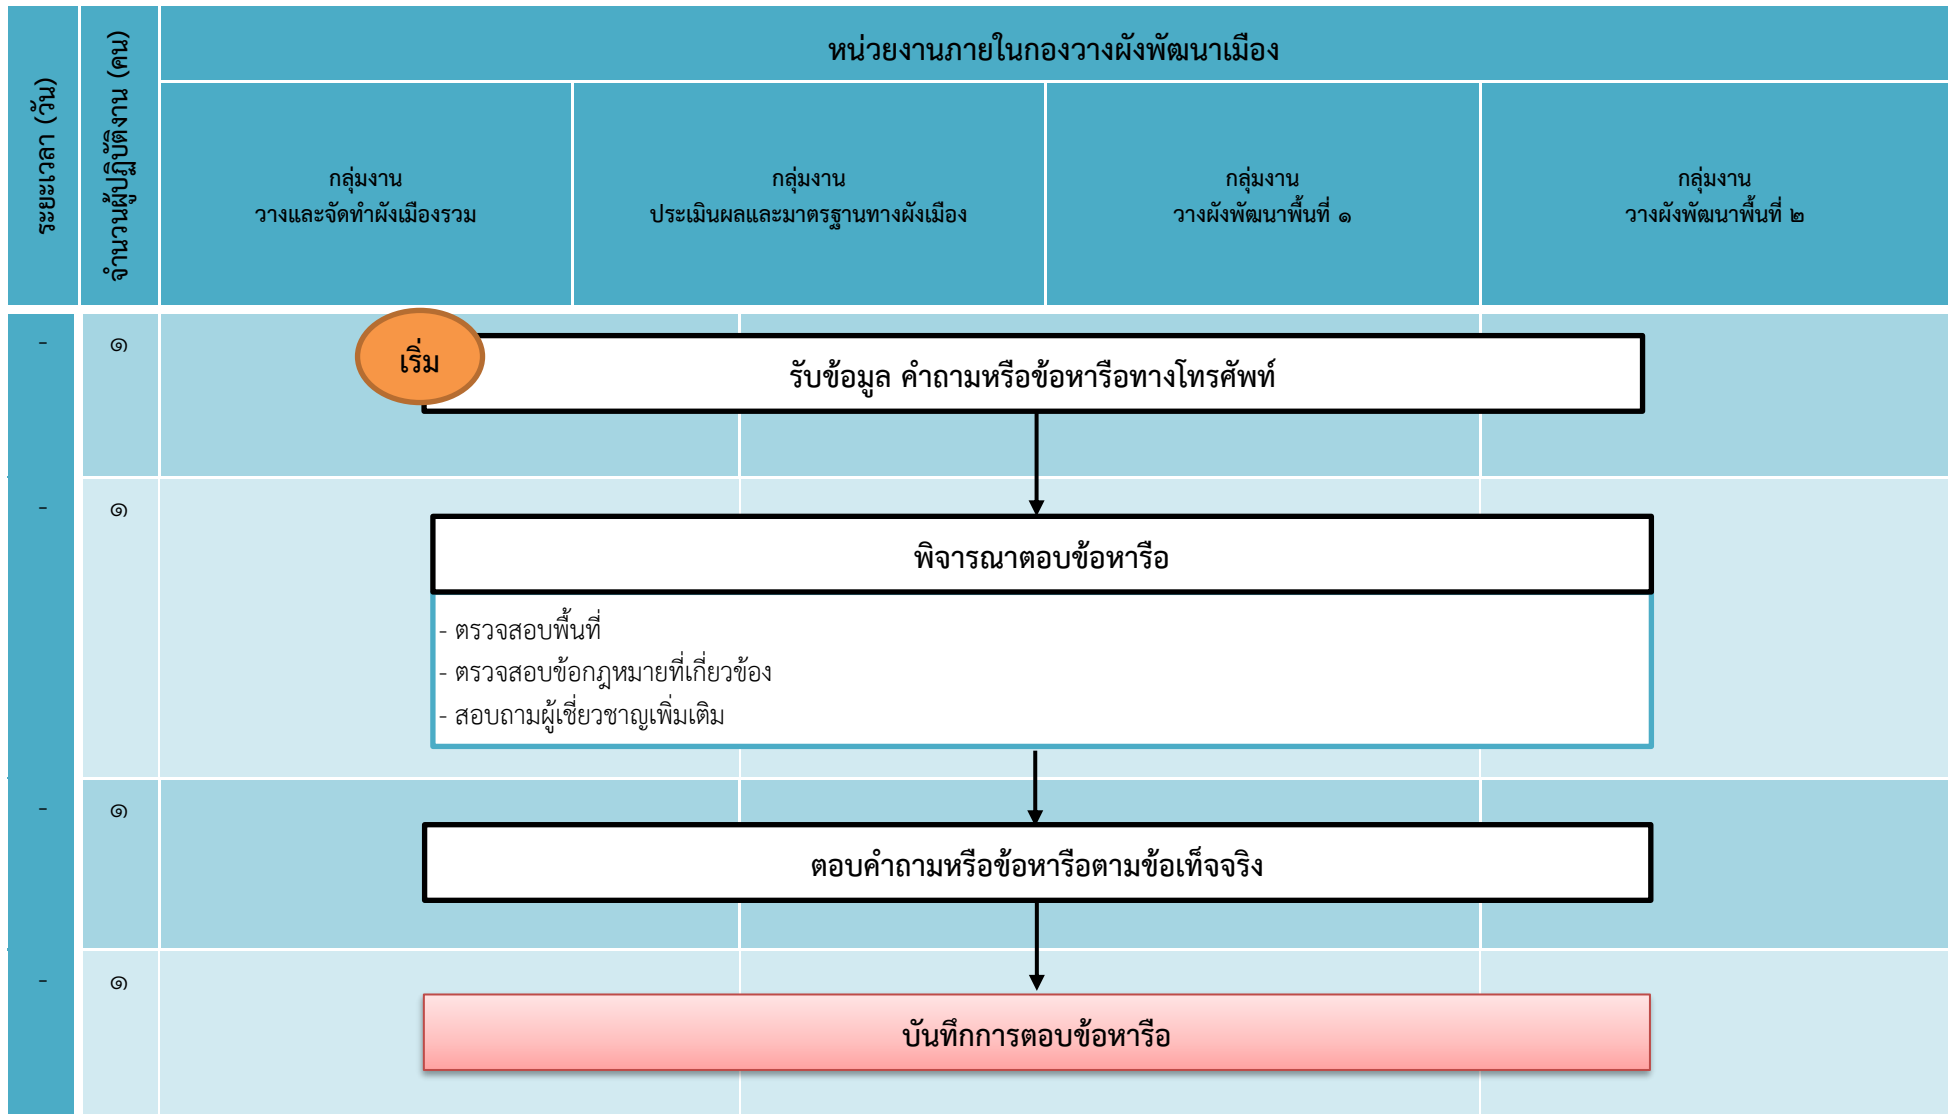 ระยะเวลา (วัน)
จำนวนผู้ปฏิบัติงาน (คน)
หน่วยงานภายในกองวางผังพัฒนาเมือง
กลุ่มงาน
วางและจัดทำผังเมืองรวม
กลุ่มงาน
ประเมินผลและมาตรฐานทางผังเมือง
กลุ่มงาน
วางผังพัฒนาพื้นที่ ๑
กลุ่มงาน
วางผังพัฒนาพื้นที่ ๒
-
๑
เริ่ม
รับข้อมูล คำถามหรือข้อหารือทางโทรศัพท์
-
๑
พิจารณาตอบข้อหารือ
- ตรวจสอบพื้นที่
- ตรวจสอบข้อกฎหมายที่เกี่ยวข้อง
- สอบถามผู้เชี่ยวชาญเพิ่มเติม
-
๑
ตอบคำถามหรือข้อหารือตามข้อเท็จจริง
-
๑
บันทึกการตอบข้อหารือ